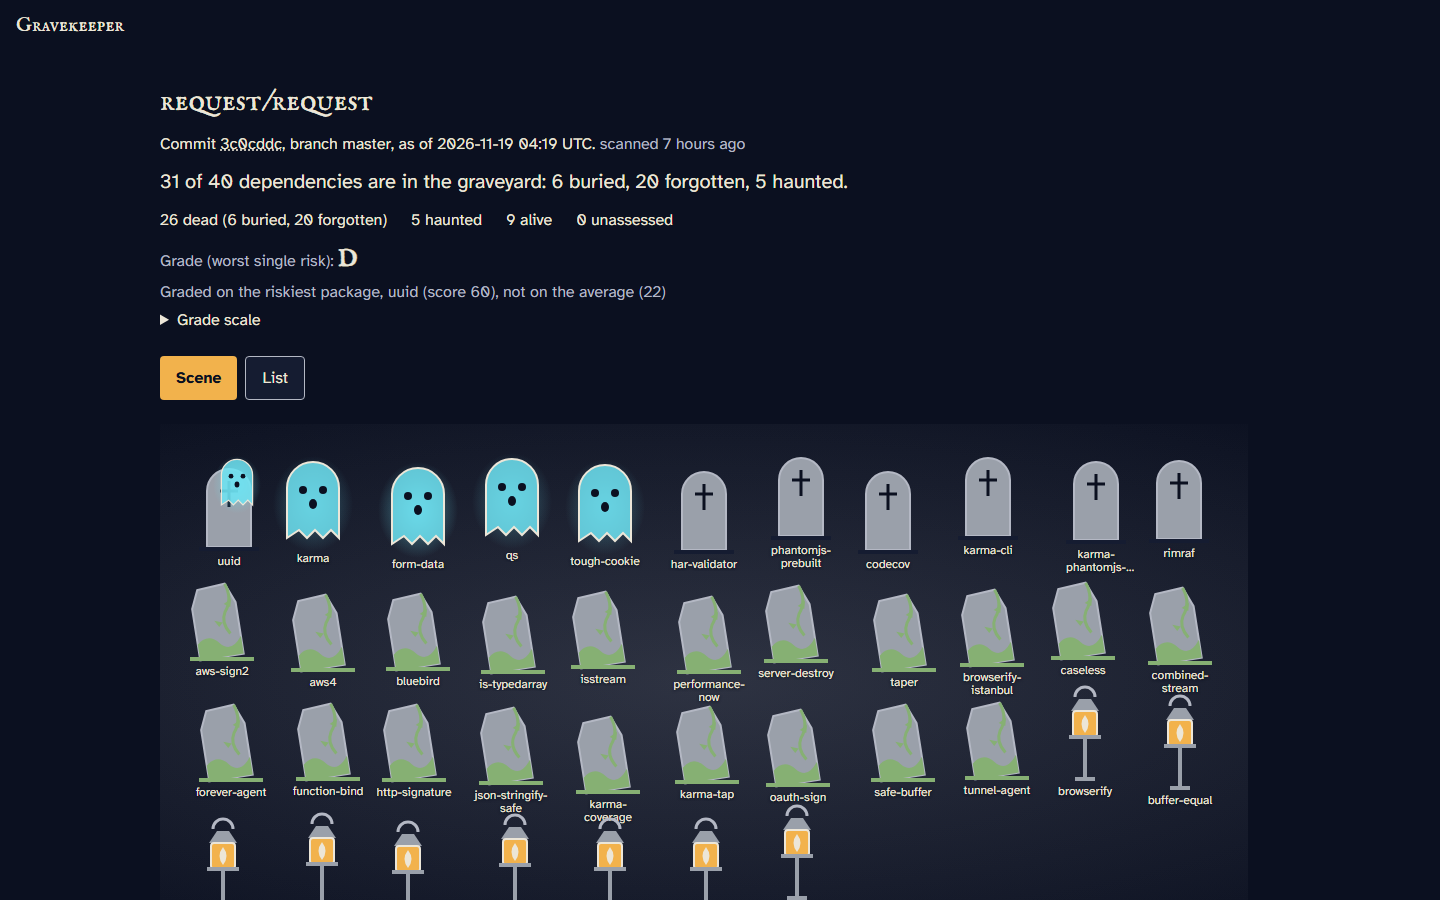 Gravekeeper
request/request
Commit 3c0cddc, branch master, as of 2026-11-19 04:19 UTC. scanned 7 hours ago
31 of 40 dependencies are in the graveyard: 6 buried, 20 forgotten, 5 haunted.
26 dead (6 buried, 20 forgotten) 5 haunted 9 alive 0 unassessed
Grade (worst single risk): D
Graded on the riskiest package, uuid (score 60), not on the average (22)
Grade scale
Scene List
uuid karma form-data qs tough-cookie har-validator phantomjs-
prebuilt codecov karma-cli karma-
phantomjs-... rimraf
aws-sign2 aws4 bluebird is-typedarray isstream performance-
now server-destroy taper browserify-
istanbul caseless combined-
stream
forever-agent function-bind http-signature json-stringify-
safe karma-
coverage karma-tap oauth-sign safe-buffer tunnel-agent browserify buffer-equal